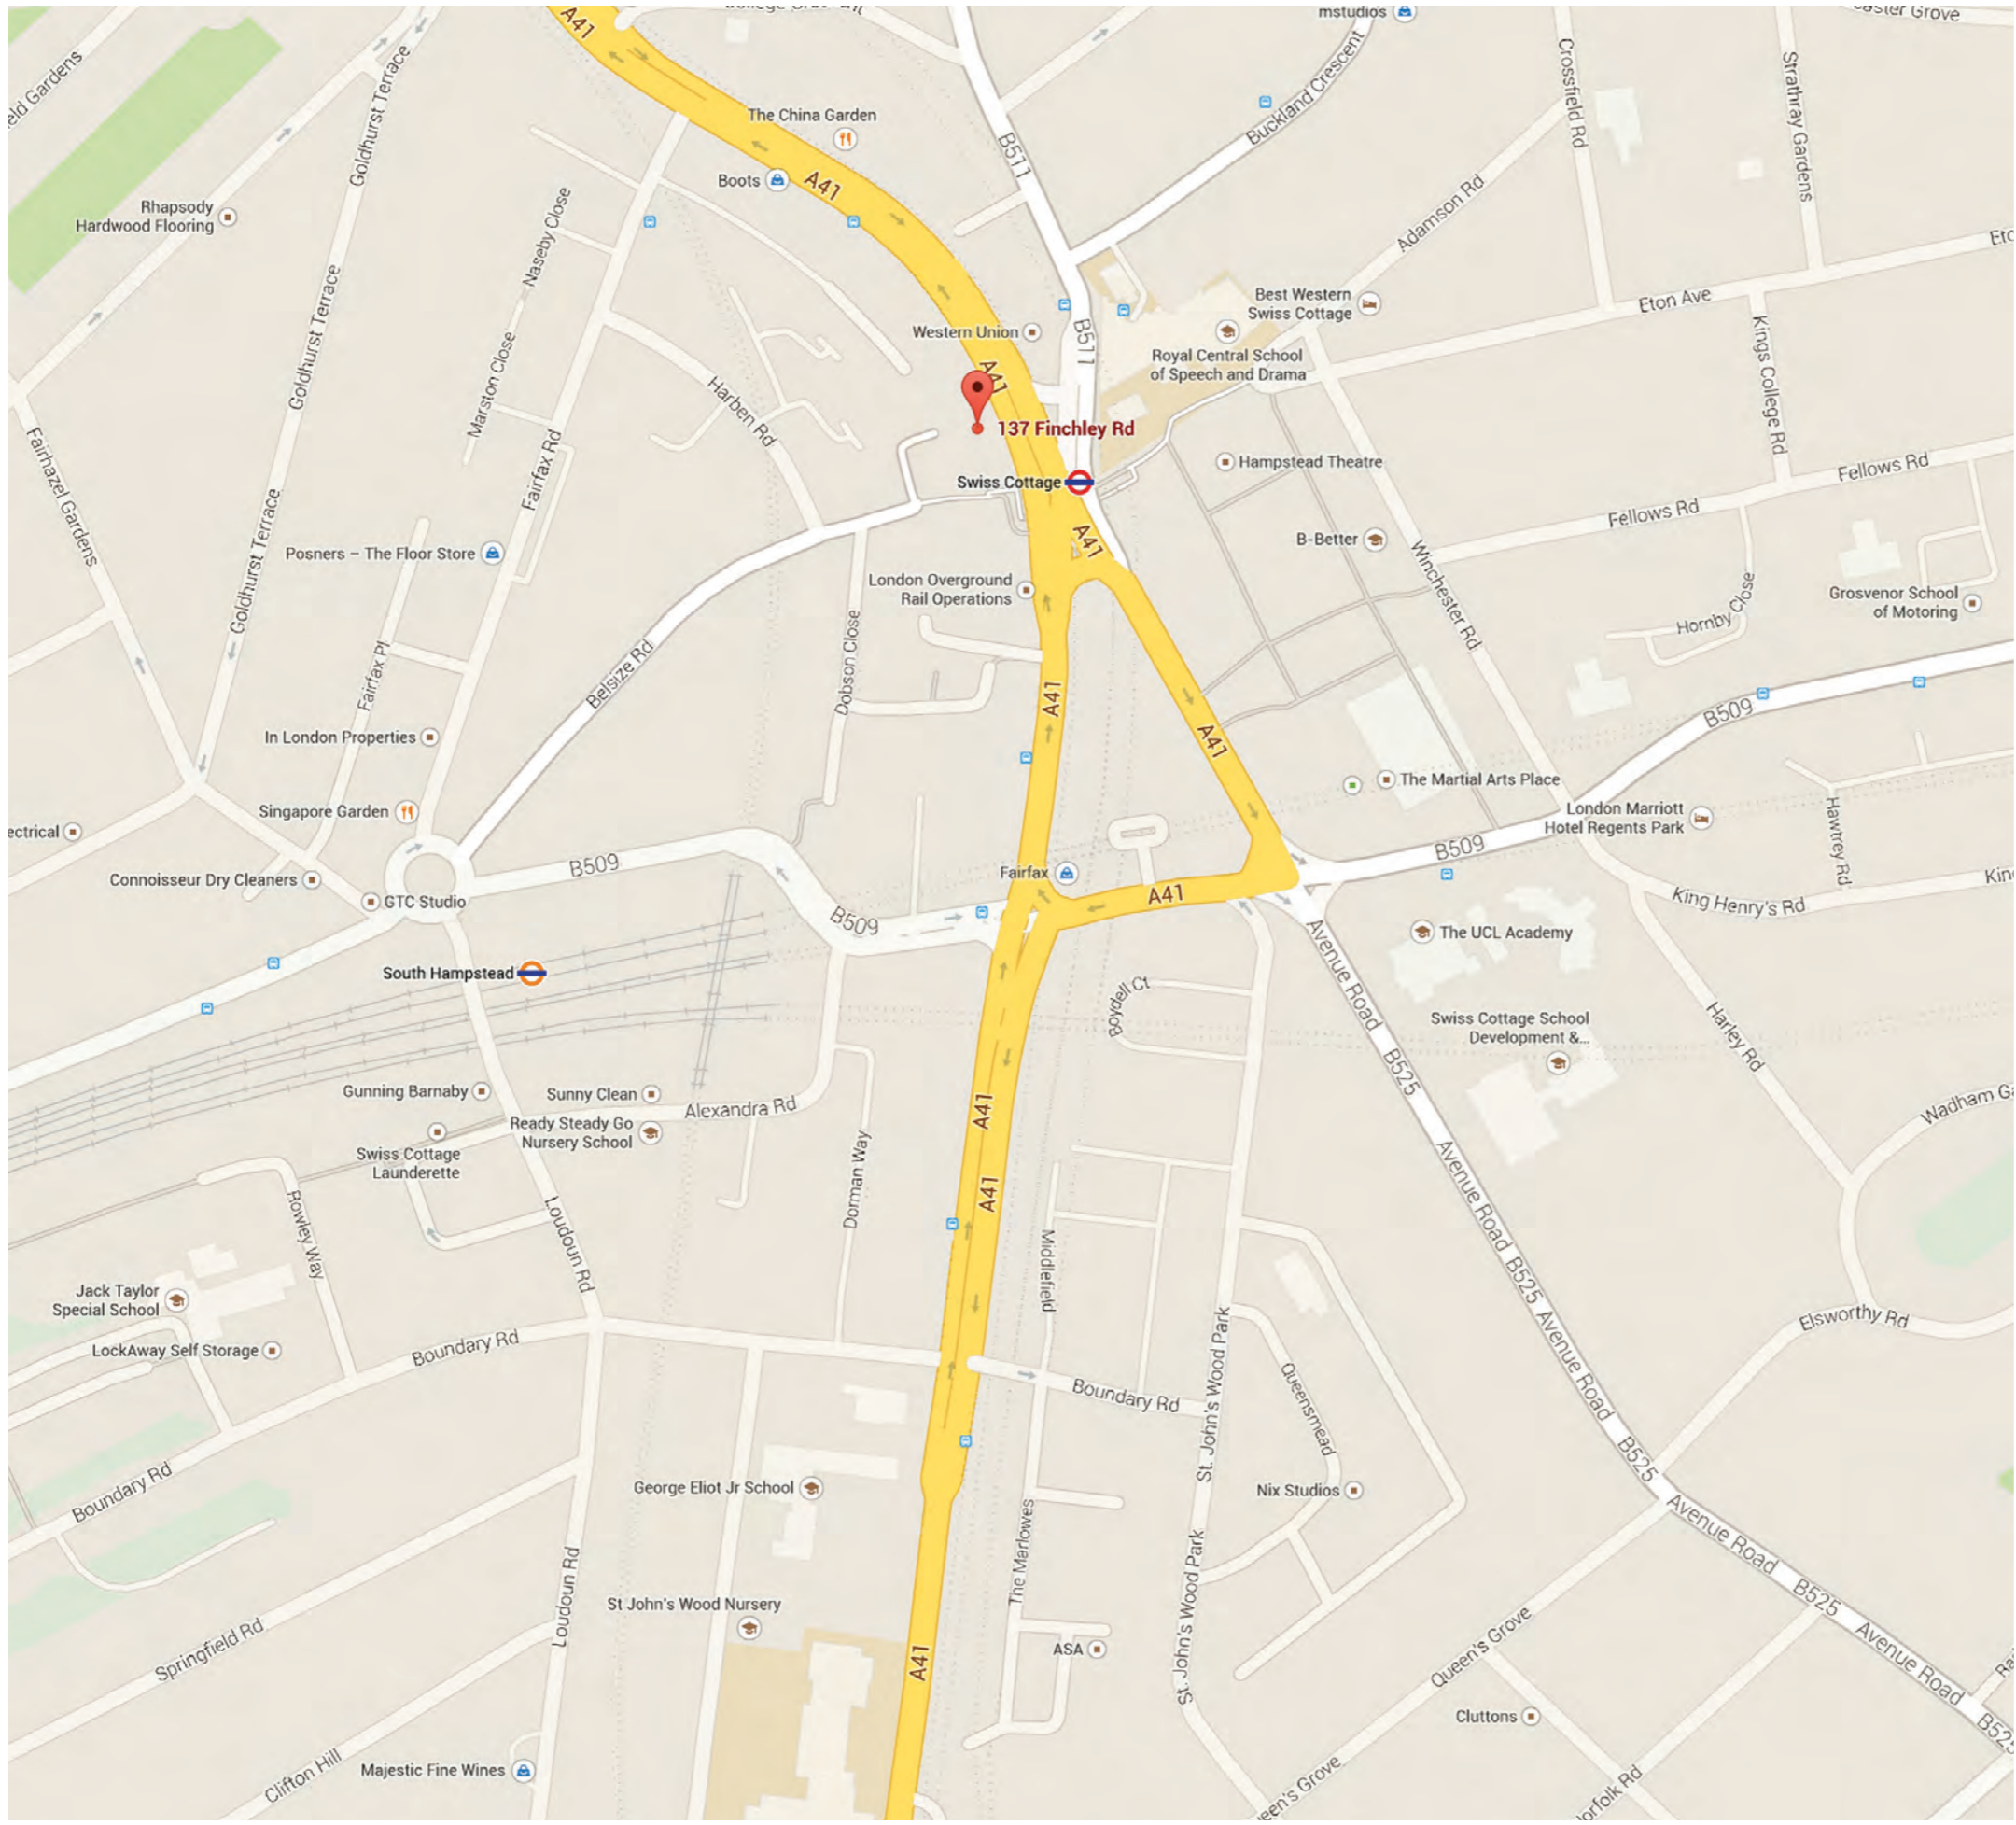 A41
mstudios
Goldhurst Terrace
Crossfield Rd
Strathray Gardens
Buckland Crescent
The China Garden
B511
Boots
A41
Adamson Rd
Rhapsody
Hardwood Flooring
Naseby Close
Goldhurst Terrace
Best Western
Swiss Cottage
Eton Ave
Western Union
B511
Royal Central School
of Speech and Drama
Kings College Rd
Marston Close
A41
Harben Rd
137 Finchley Rd
Fairhazel Gardens
Fairfax Rd
Hampstead Theatre
Fellows Rd
Swiss Cottage
Fellows Rd
Goldhurst Terrace
Posners – The Floor Store
A41
B-Better
Winchester Rd
London Overground
Rail Operations
Hornby Close
Grosvenor School
of Motoring
Fairfax Pl
Belsize Rd
Dobson Close
A41
A41
B509
In London Properties
The Martial Arts Place
Singapore Garden
London Marriott
Hotel Regents Park
Hawtrey Rd
B509
B509
Connoisseur Dry Cleaners
Fairfax
A41
GTC Studio
B509
King Henry's Rd
The UCL Academy
South Hampstead
Avenue Road
Boydell Ct
Swiss Cottage School
Development &...
Harley Rd
B525
Gunning Barnaby
Sunny Clean
Alexandra Rd
A41
Ready Steady Go
Nursery School
Swiss Cottage
Launderette
Dorman Way
A41
Avenue Road
Rowley Way
Loudoun Rd
Middlefield
B525
Jack Taylor
Special School
Elsworthy Rd
LockAway Self Storage
Boundary Rd
St. John's Wood Park
Avenue Road
Boundary Rd
Queensmead
B525
Boundary Rd
George Eliot Jr School
Nix Studios
Avenue Road
The Marlowes
Loudoun Rd
St John's Wood Nursery
St. John's Wood Park
B525
Springfield Rd
A41
ASA
Queen's Grove
Avenue Road
Cluttons
B525
Clifton Hill
Majestic Fine Wines